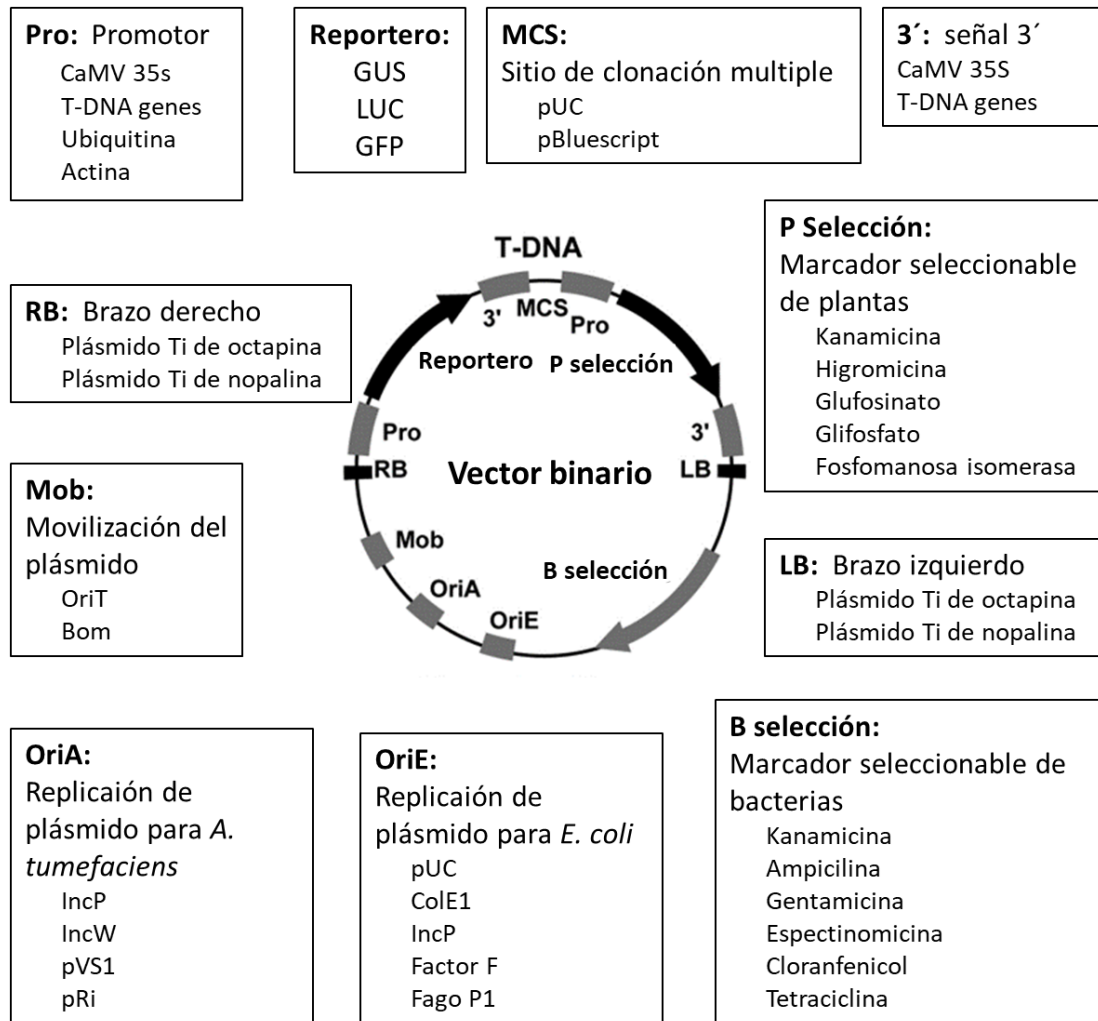 Pro: Promotor
CaMV 35s
T-DNA genes
Ubiquitina
Actina
Reportero:
GUS
LUC
GFP
MCS:
Sitio de clonación multiple
pUC
pBluescript
3´: señal 3´
CaMV 35S
T-DNA genes
RB: Brazo derecho
Plásmido Ti de octapina
Plásmido Ti de nopalina
T-DNA
3'
MCS
Pro
Reportero
P selección
Pro
3'
RB
Vector binario
LB
Mob
B selección
OriA
OriE
P Selección:
Marcador seleccionable
de plantas
Kanamicina
Higromicina
Glufosinato
Glifosfato
Fosfomanosa isomerasa
Mob:
Movilización del
plásmido
OriT
Bom
LB: Brazo izquierdo
Plásmido Ti de octapina
Plásmido Ti de nopalina
OriA:
Replicaión de
plásmido para A.
tumefaciens
IncP
IncW
pVS1
pRi
OriE:
Replicaión de
plásmido para E. coli
pUC
ColE1
IncP
Factor F
Fago P1
B selección:
Marcador seleccionable de
bacterias
Kanamicina
Ampicilina
Gentamicina
Espectinomicina
Cloranfenicol
Tetraciclina